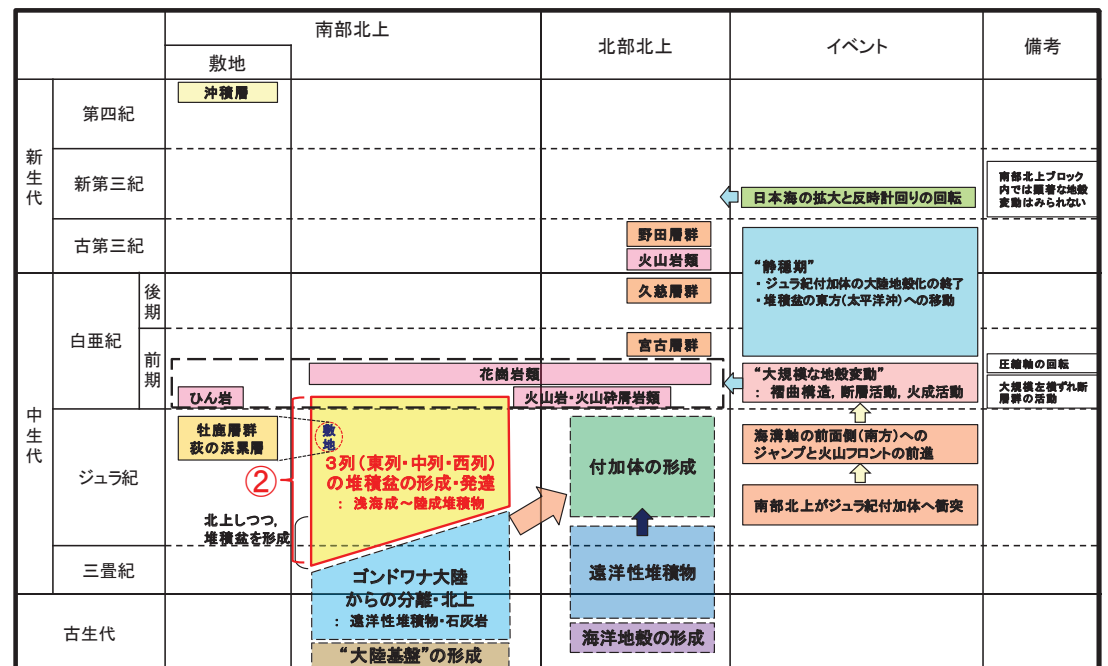 南部北上
敷地
北部北上
イベント
備考
新生代
第四紀
沖積層
新第三紀
日本海の拡大と反時計回りの回転
南部北上ブロック
内では顕著な地殻
変動はみられない
古第三紀
野田層群
火山岩類
“静穏期”
・ジュラ紀付加体の大陸地殻化の終了
・堆積盆の東方(太平洋沖)への移動
中生代
白亜紀
後期
久慈層群
前期
宮古層群
花崗岩類
ひん岩
火山岩・火山砕屑岩類
“大規模な地殻変動”
：褶曲構造，断層活動，火成活動
圧縮軸の回転
大規模左横ずれ断
層群の活動
ジュラ紀
牡鹿層群
荻の浜累層
敷地
②
３列(東列・中列・西列)
の堆積盆の形成・発達
：浅海成～陸成堆積物
北上しつつ，
堆積盆を形成
付加体の形成
海溝軸の前面側(南方)への
ジャンプと火山フロントの前進
南部北上がジュラ紀付加体へ衝突
三畳紀
ゴンドワナ大陸
からの分離・北上
：遠洋性堆積物・石灰岩
遠洋性堆積物
古生代
海洋地殻の形成
“大陸基盤”の形成